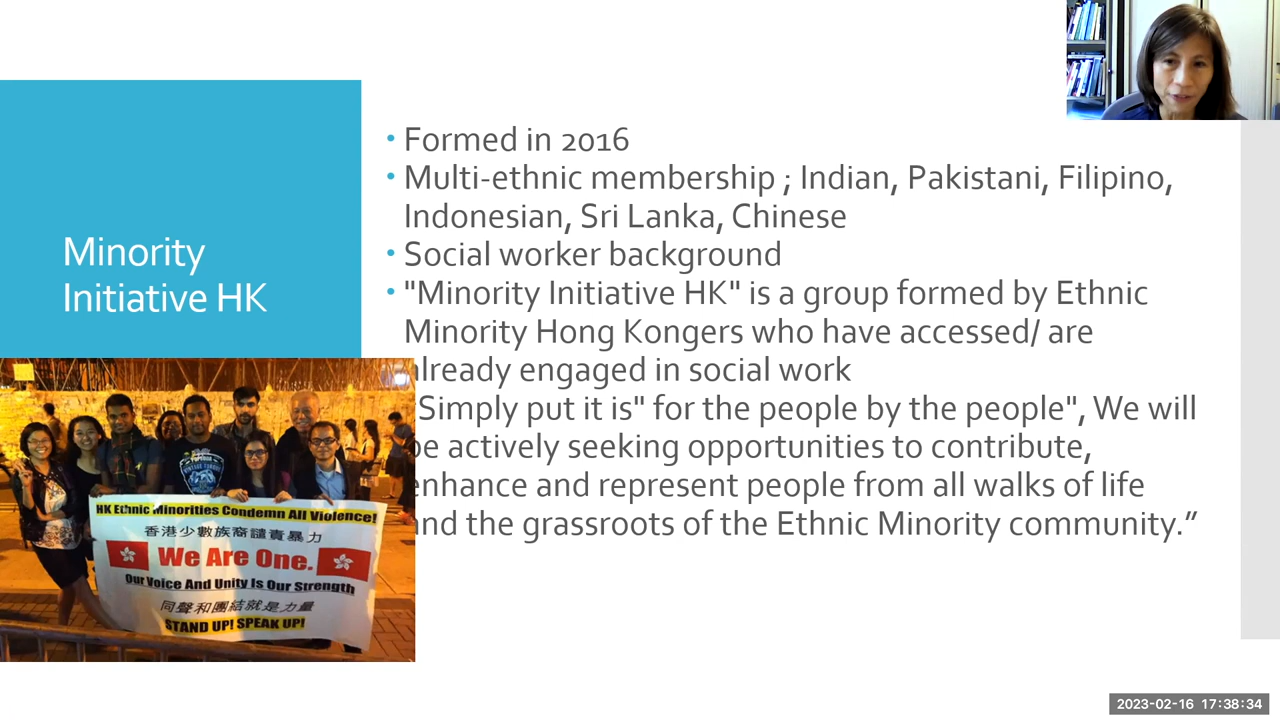 Minority
Initiative HK
Formed in 2016
Multi-ethnic membership ; Indian, Pakistani, Filipino,
Indonesian, Sri Lanka, Chinese
Social worker background
"Minority Initiative HK" is a group formed by Ethnic
Minority Hong Kongers who have accessed/ are
already engaged in social work
Simply put it is" for the people by the people", We will
be actively seeking opportunities to contribute,
enhance and represent people from all walks of life
and the grassroots of the Ethnic Minority community.”
HK Ethnic Minorities Condemn All Violence!
香港少數族裔譴責暴力
We Are One.
Our Voice And Unity Is Our Strength
同聲和團結就是力量
STAND UP! SPEAK UP!
2023-02-16 17:38:34